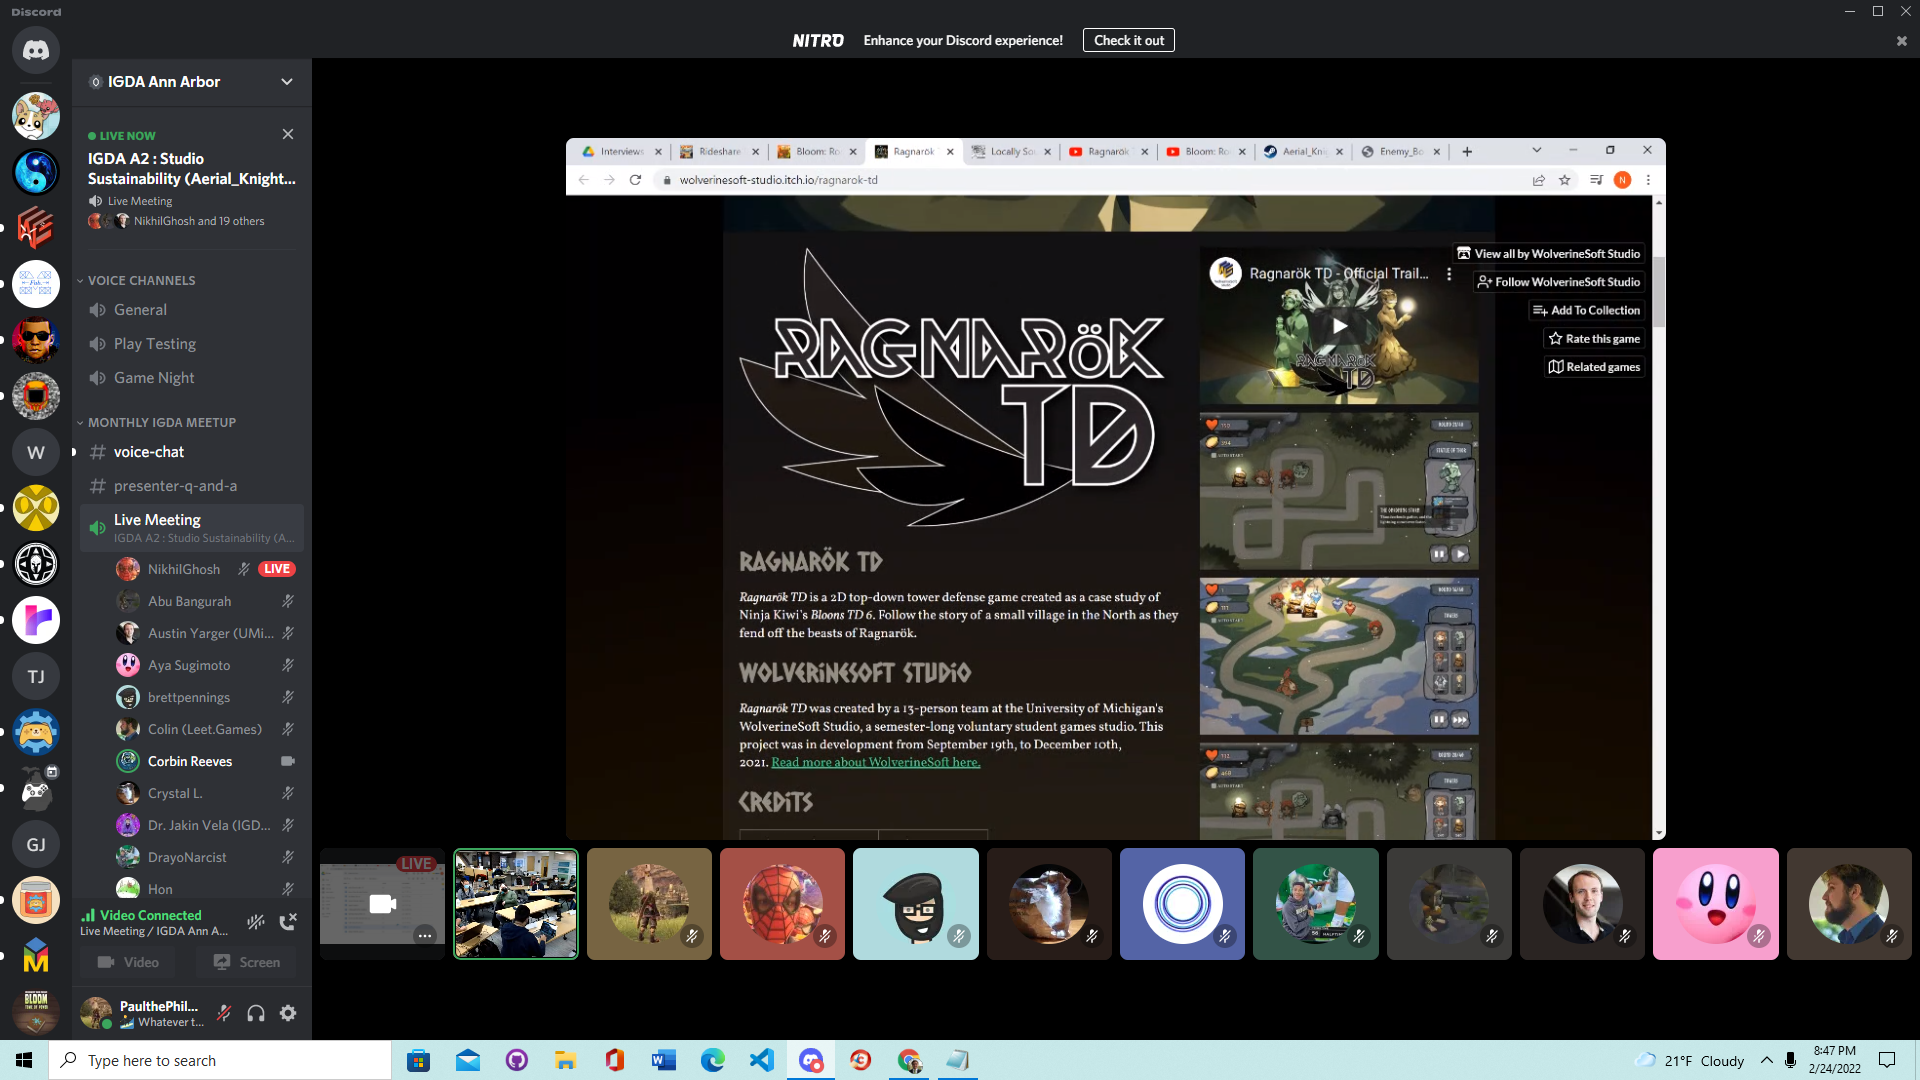 Discord
NITRO Enhance your Discord experience! Check it out
IGDA Ann Arbor
LIVE NOW
IGDA A2 : Studio
Sustainability (Aerial_Knight...
Live Meeting
NikhilGhosh and 19 others
VOICE CHANNELS
General
Play Testing
Game Night
MONTHLY IGDA MEETUP
voice-chat
presenter-q-and-a
Live Meeting
IGDA A2 : Studio Sustainability (A...
NikhilGhosh LIVE
Abu Bangurah
Austin Yarger (UMi...
Aya Sugimoto
brettpennings
Colin (Leet.Games)
Corbin Reeves
Crystal L.
Dr. Jakin Vela (IGD...
DrayoNarcist
Hon
Video Connected
Live Meeting / IGDA Ann A...
Video Screen
PaulthePhil...
Whatever t...
W
TJ
GJ
BLOOM
Interviews Rideshare Bloom: Ro Ragnarök Locally So Ragnarök Bloom: Ro Aerial_Kni Enemy_Bo
wolverinesoft-studio.itch.io/ragnarok-td
N
View all by WolverineSoft Studio
Follow WolverineSoft Studio
Add To Collection
Rate this game
Related games
RAGNARÖK
TD
Ragnarök TD - Official Trail...
RAGNARÖK
TD
RAGNARÖK TD
Ragnarök TD is a 2D top-down tower defense game created as a case study of
Ninja Kiwi's Bloons TD 6. Follow the story of a small village in the North as they
fend off the beasts of Ragnarök.
WOLVERINESOFT STUDIO
Ragnarök TD was created by a 13-person team at the University of Michigan's
WolverineSoft Studio, a semester-long voluntary student games studio. This
project was in development from September 19th, to December 10th,
2021. Read more about WolverineSoft here.
CREDITS
LIVE
Type here to search
21°F Cloudy
8:47 PM
2/24/2022